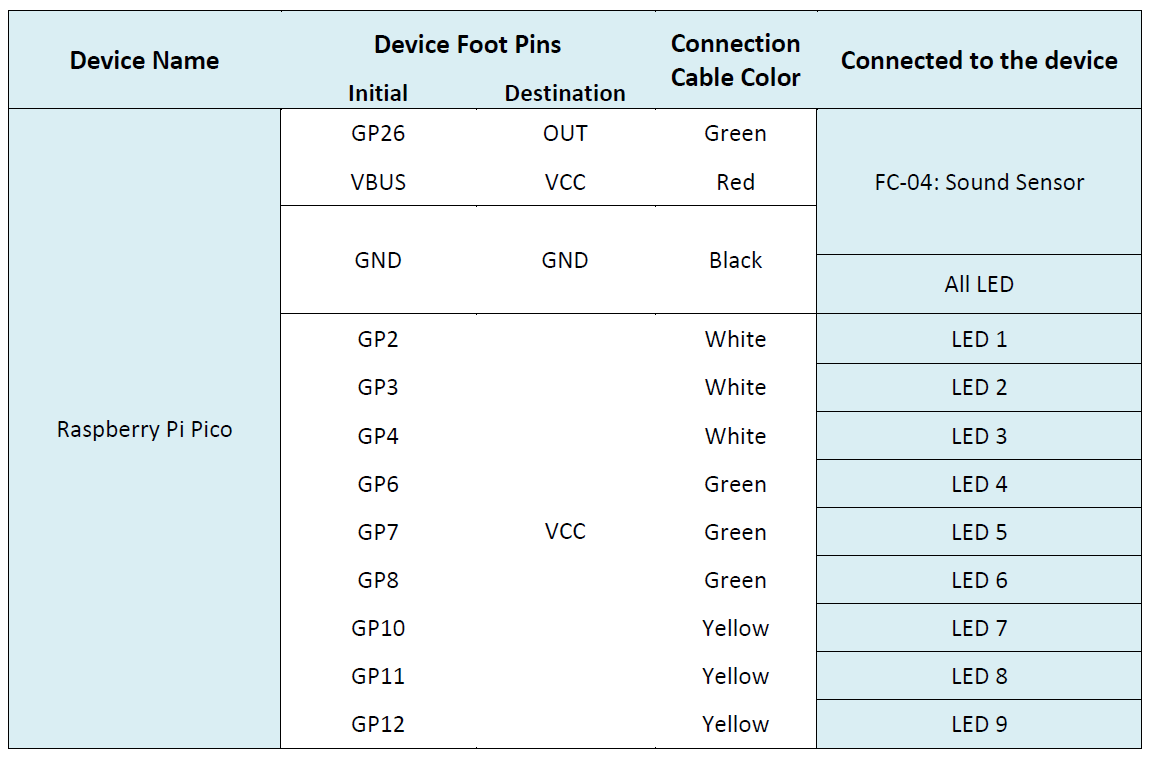 Device Name Device Foot Pins Connection Cable Color Connected to the device
Initial Destination
GP26 OUT Green
VBUS VCC Red FC-04: Sound Sensor
GND GND Black
All LED
GP2 White LED 1
GP3 White LED 2
Raspberry Pi Pico
GP4 White LED 3
GP6 Green LED 4
GP7 VCC Green LED 5
GP8 Green LED 6
GP10 Yellow LED 7
GP11 Yellow LED 8
GP12 Yellow LED 9